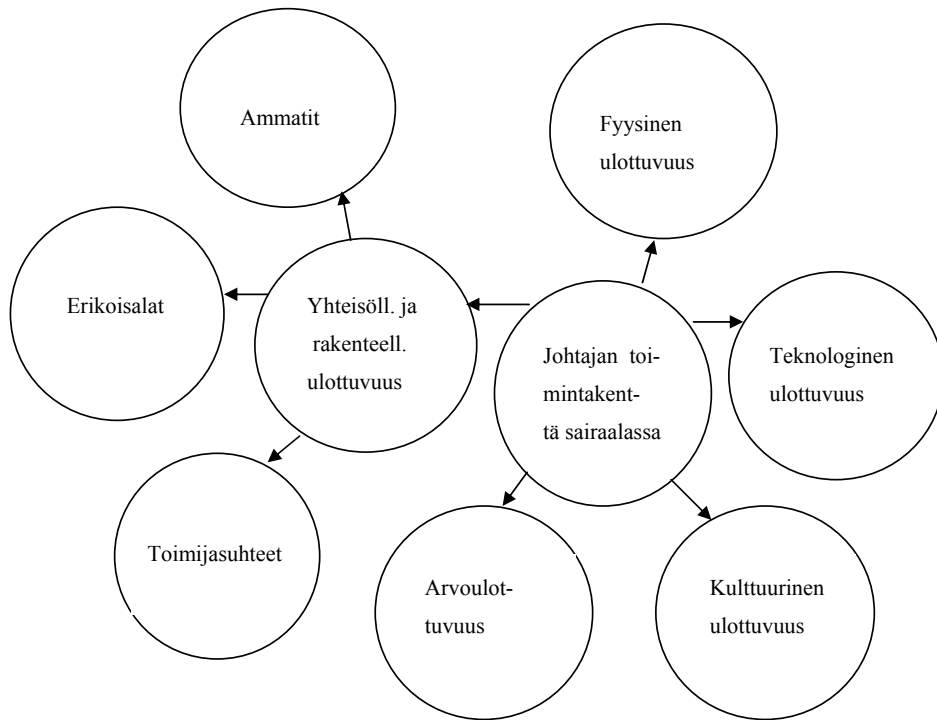 Ammatit
Fyysinen
ulottuvuus
Erikoisalat
Yhteisöll. ja
rakenteell.
ulottuvuus
Johtajan toi-
mintakent-
tä sairaalassa
Teknologinen
ulottuvuus
Toimijasuhteet
Arvoulot-
tuvuus
Kulttuurinen
ulottuvuus